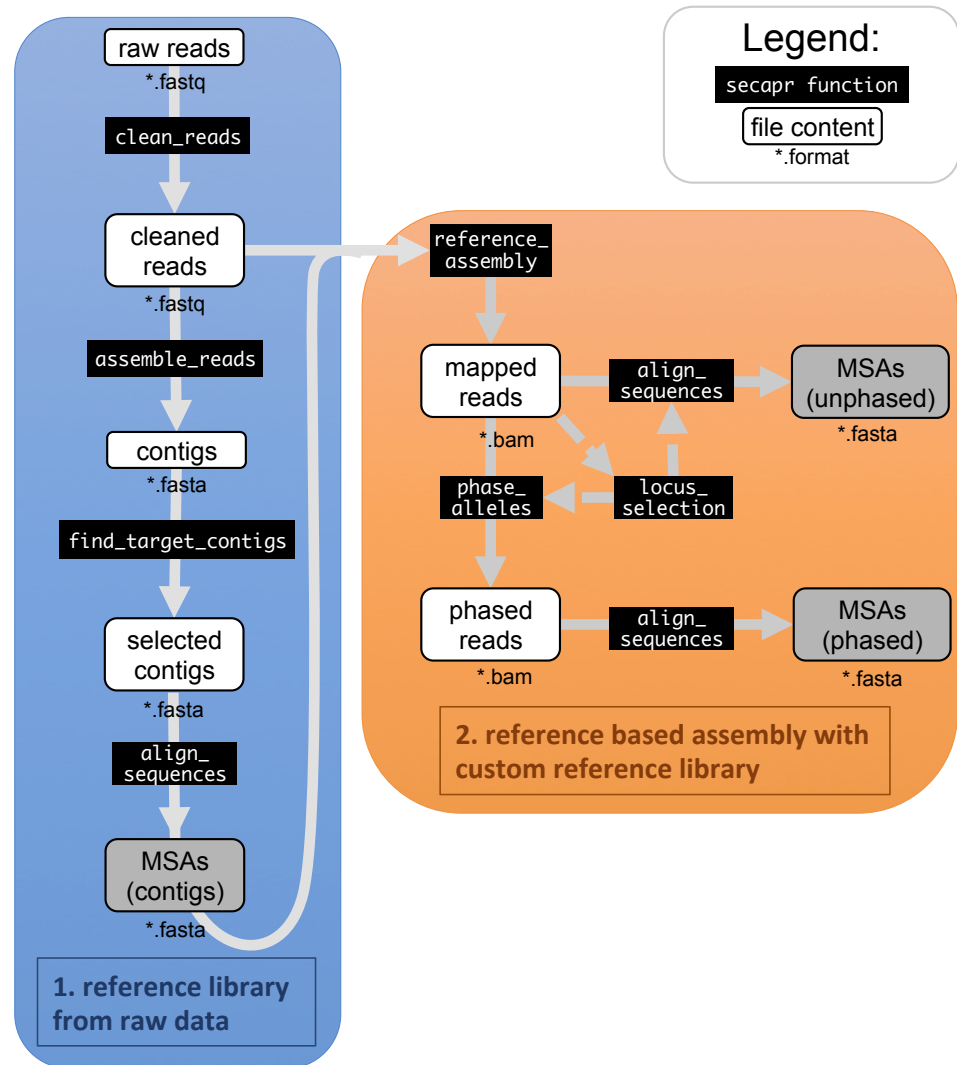 raw reads
*.fastq
clean_reads
cleaned
reads
*.fastq
assemble_reads
contigs
*.fasta
find_target_contigs
selected
contigs
*.fasta
align_
sequences
MSAs
(contigs)
*.fasta
1. reference library
from raw data
Legend:
secapr function
file content
*.format
reference_
assembly
mapped
reads
*.bam
align_
sequences
MSAs
(unphased)
*.fasta
phase_
alleles
locus_
selection
phased
reads
*.bam
align_
sequences
MSAs
(phased)
*.fasta
2. reference based assembly with
custom reference library